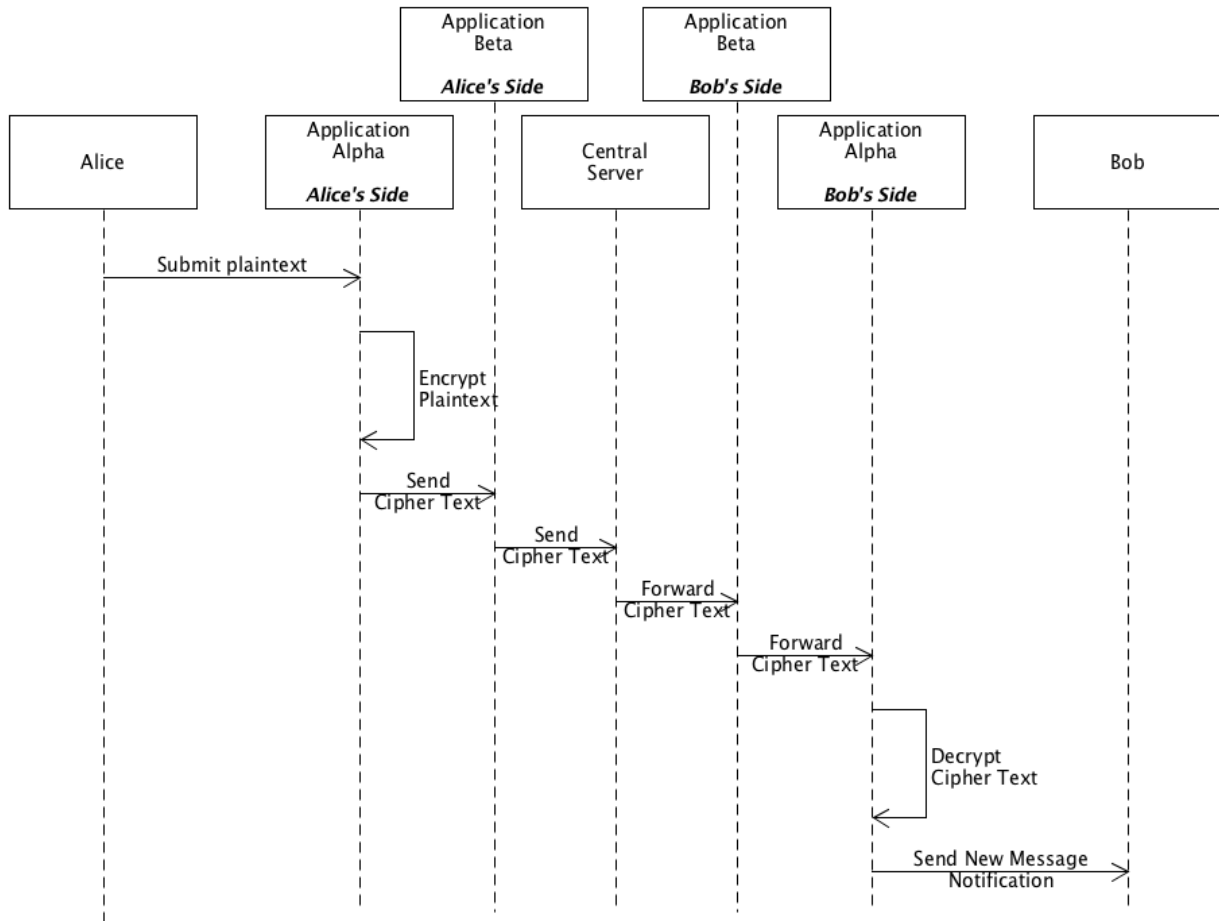 Application
Beta
Alice's Side
Application
Beta
Bob's Side
Alice
Application
Alpha
Alice's Side
Central
Server
Application
Alpha
Bob's Side
Bob
Submit plaintext
Encrypt
Plaintext
Send
Cipher Text
Send
Cipher Text
Forward
Cipher Text
Forward
Cipher Text
Decrypt
Cipher Text
Send New Message
Notification